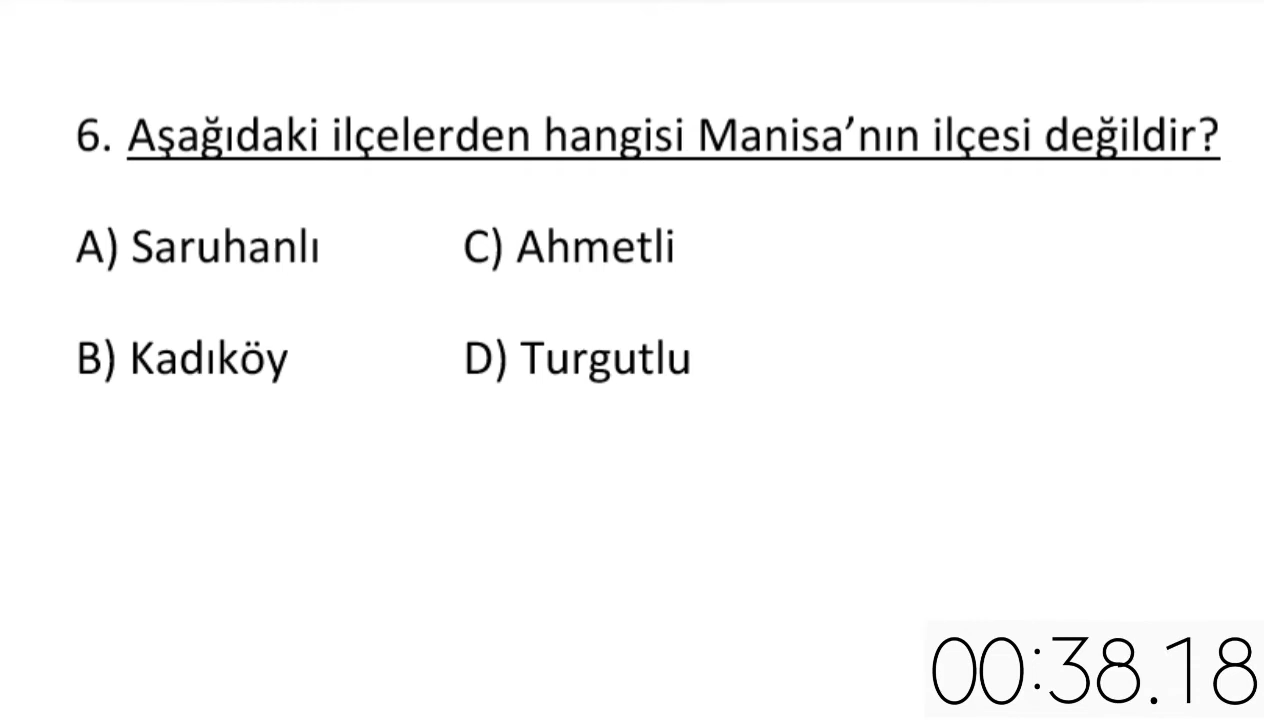 6. Aşağıdaki ilçelerden hangisi Manisa’nın ilçesi değildir?
A) Saruhanlı C) Ahmetli
B) Kadıköy D) Turgutlu
00:38.18